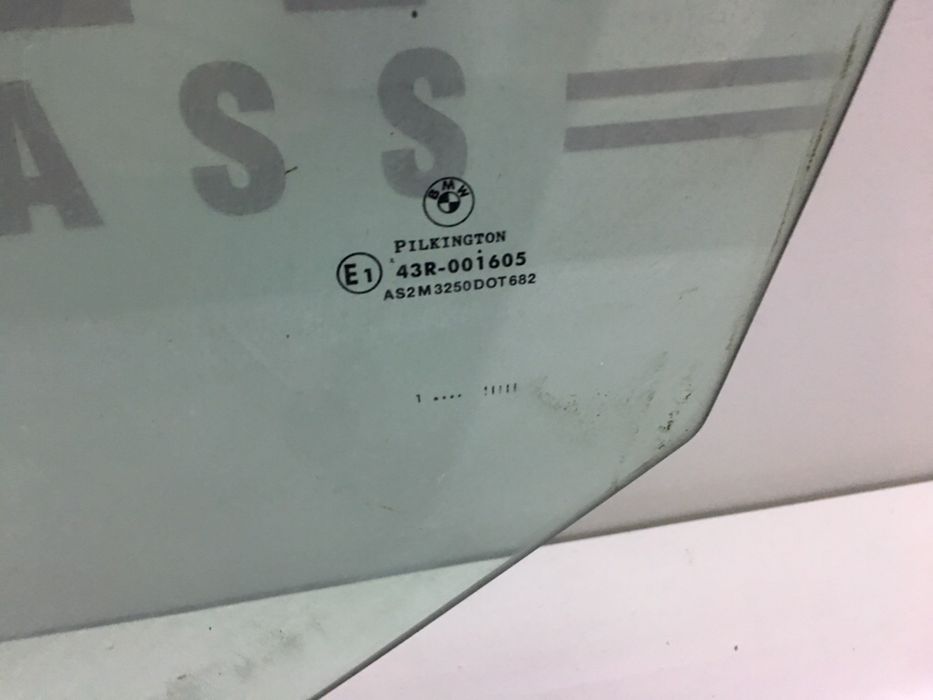 ASS
BMW
PILKINGTON
E1 43R-001605
AS2M3250DOT682